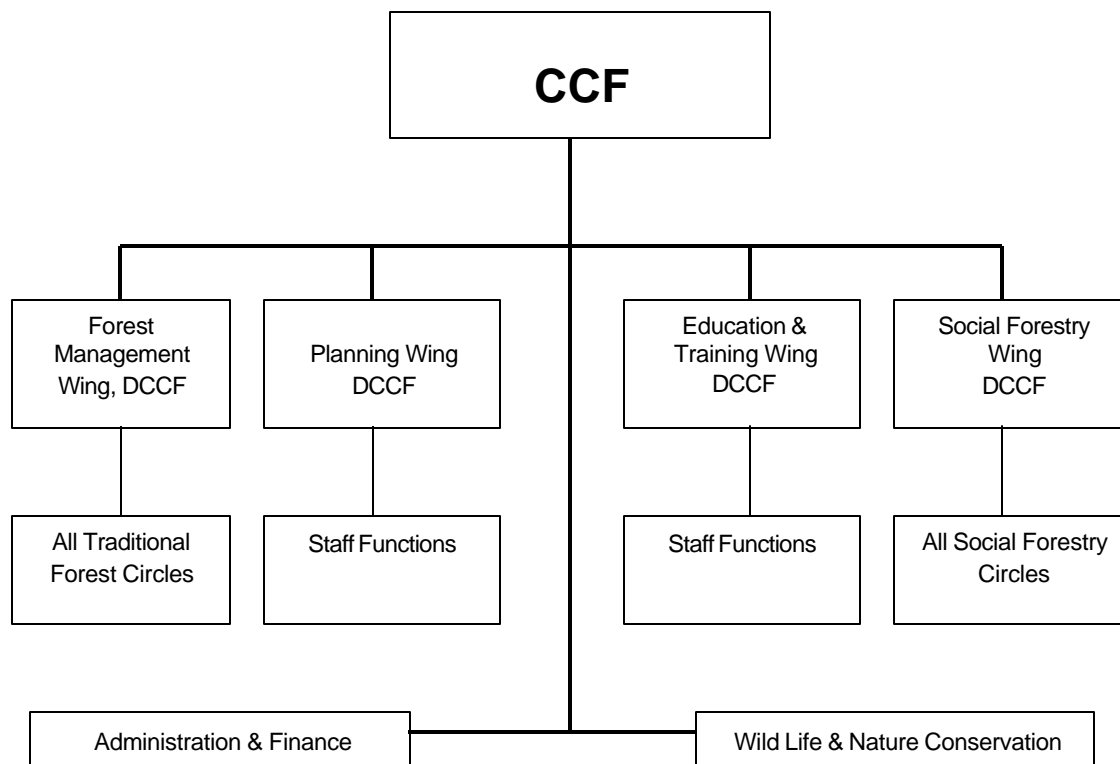 CCF
Forest
Management
Wing, DCCF
Planning Wing
DCCF
Education &
Training Wing
DCCF
Social Forestry
Wing
DCCF
All Traditional
Forest Circles
Staff Functions
Staff Functions
All Social Forestry
Circles
Administration & Finance
Wild Life & Nature Conservation